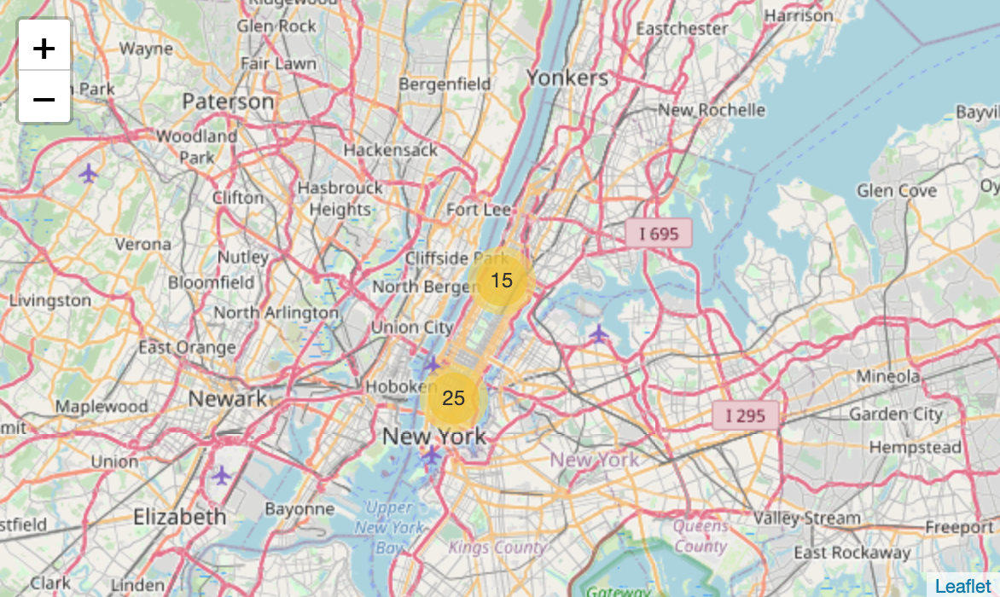 Ridgewood
Glen Rock
Harrison
Eastchester
+
Wayne
Fair Lawn
Bergenfield
Yonkers
n Park
−
Paterson
New Rochelle
Bayvil
Woodland
Park
Hackensack
Hasbrouck
Heights
Clifton
Fort Lee
Glen Cove
Oy
I 695
Verona
Nutley
Cliffside Park
Bloomfield
North Bergen
15
Livingston
North Arlington
Union City
East Orange
Mineola
Hoboken
Newark
25
Maplewood
I 295
Garden City
mit
New York
Hempstead
Union
New York
Bayonne
Upper
New York
Bay
Elizabeth
Valley Stream
Freeport
stfield
Kings County
Queens
County
East Rockaway
Clark
Linden
Gateway
Leaflet